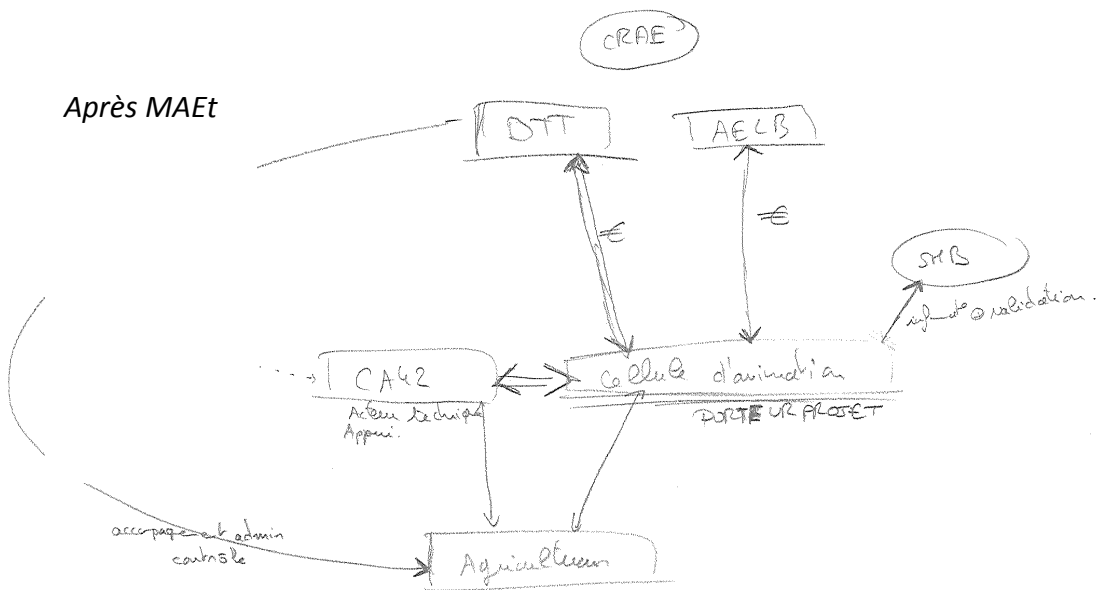 CRAE
Après MAEt
DTT
AELB
€
€
SMB
infmat° validation.
CA42
Cellule d'animation
Acteur technique
Appui.
PORTEUR PROJET
accompagnement admin
contrôle
Agriculteurs